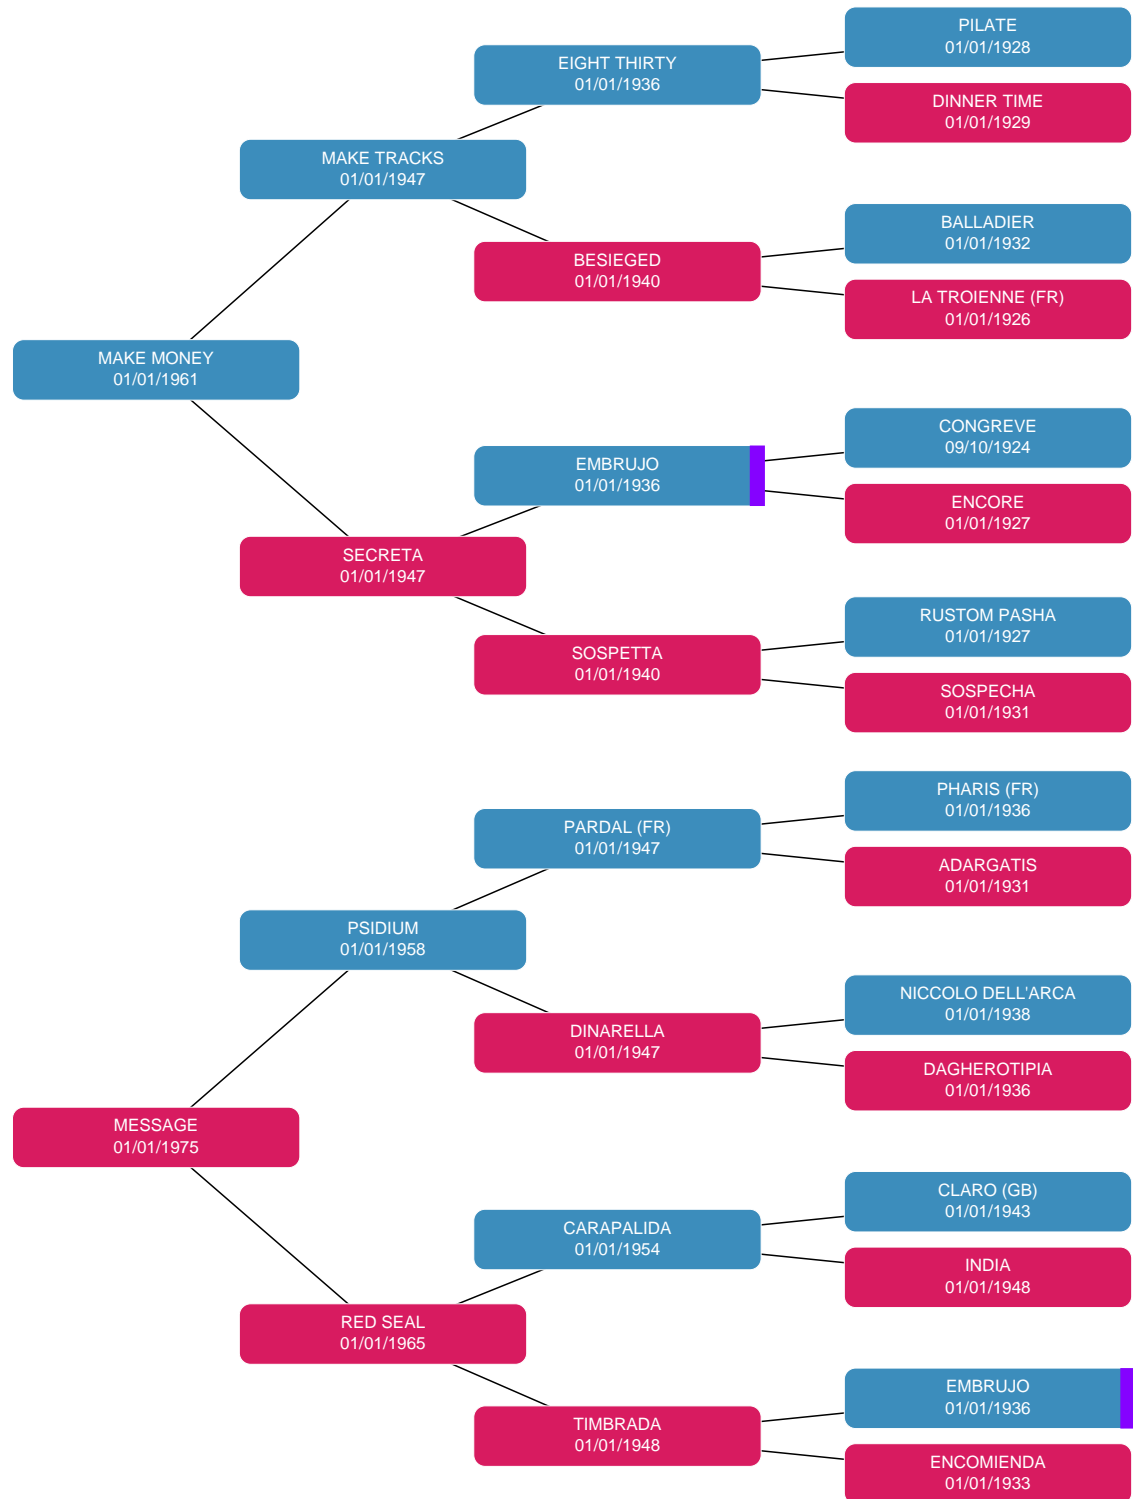 PILATE
01/01/1928
EIGHT THIRTY
01/01/1936
DINNER TIME
01/01/1929
MAKE TRACKS
01/01/1947
BALLADIER
01/01/1932
BESIEGED
01/01/1940
LA TROIENNE (FR)
01/01/1926
MAKE MONEY
01/01/1961
CONGREVE
09/10/1924
EMBRUJO
01/01/1936
ENCORE
01/01/1927
SECRETA
01/01/1947
RUSTOM PASHA
01/01/1927
SOSPETTA
01/01/1940
SOSPECHA
01/01/1931
PHARIS (FR)
01/01/1936
PARDAL (FR)
01/01/1947
ADARGATIS
01/01/1931
PSIDIUM
01/01/1958
NICCOLO DELL'ARCA
01/01/1938
DINARELLA
01/01/1947
DAGHEROTIPIA
01/01/1936
MESSAGE
01/01/1975
CLARO (GB)
01/01/1943
CARAPALIDA
01/01/1954
INDIA
01/01/1948
RED SEAL
01/01/1965
EMBRUJO
01/01/1936
TIMBRADA
01/01/1948
ENCOMIENDA
01/01/1933